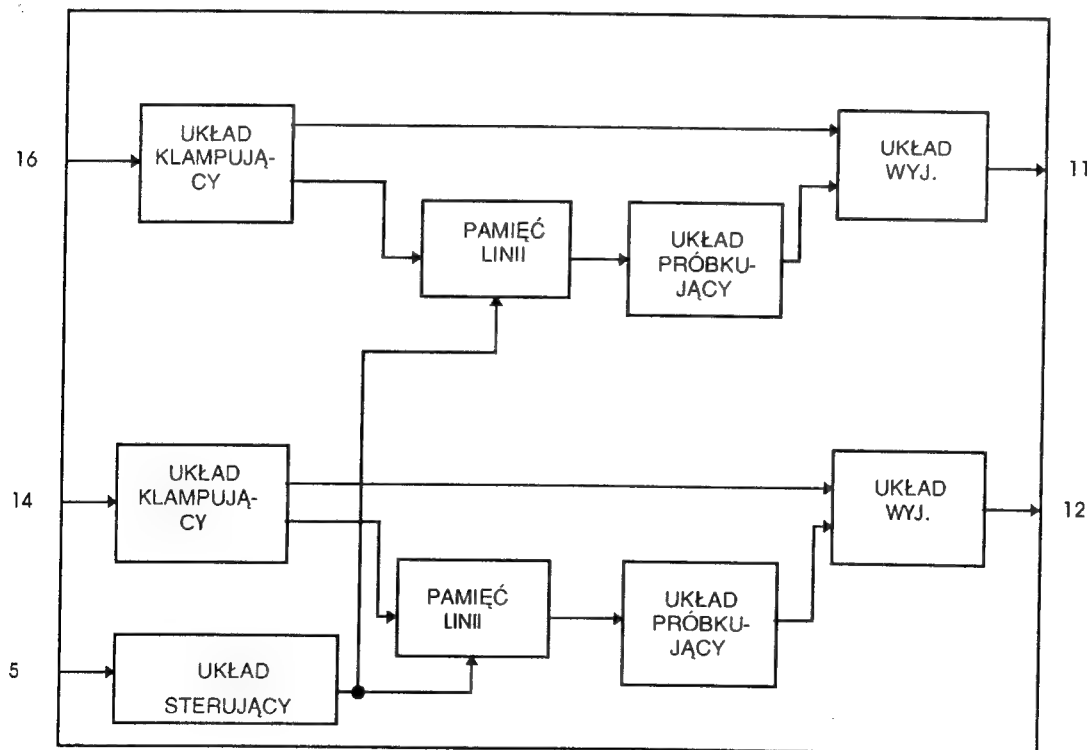 UKŁAD
KLAMPUJĄ-
CY
16
UKŁAD
WYJ.
11
PAMIĘĆ
LINII
UKŁAD
PRÓBKU-
JĄCY
14
UKŁAD
KLAMPUJĄ-
CY
UKŁAD
WYJ.
12
PAMIĘĆ
LINII
UKŁAD
PRÓBKU-
JĄCY
5
UKŁAD
STERUJĄCY